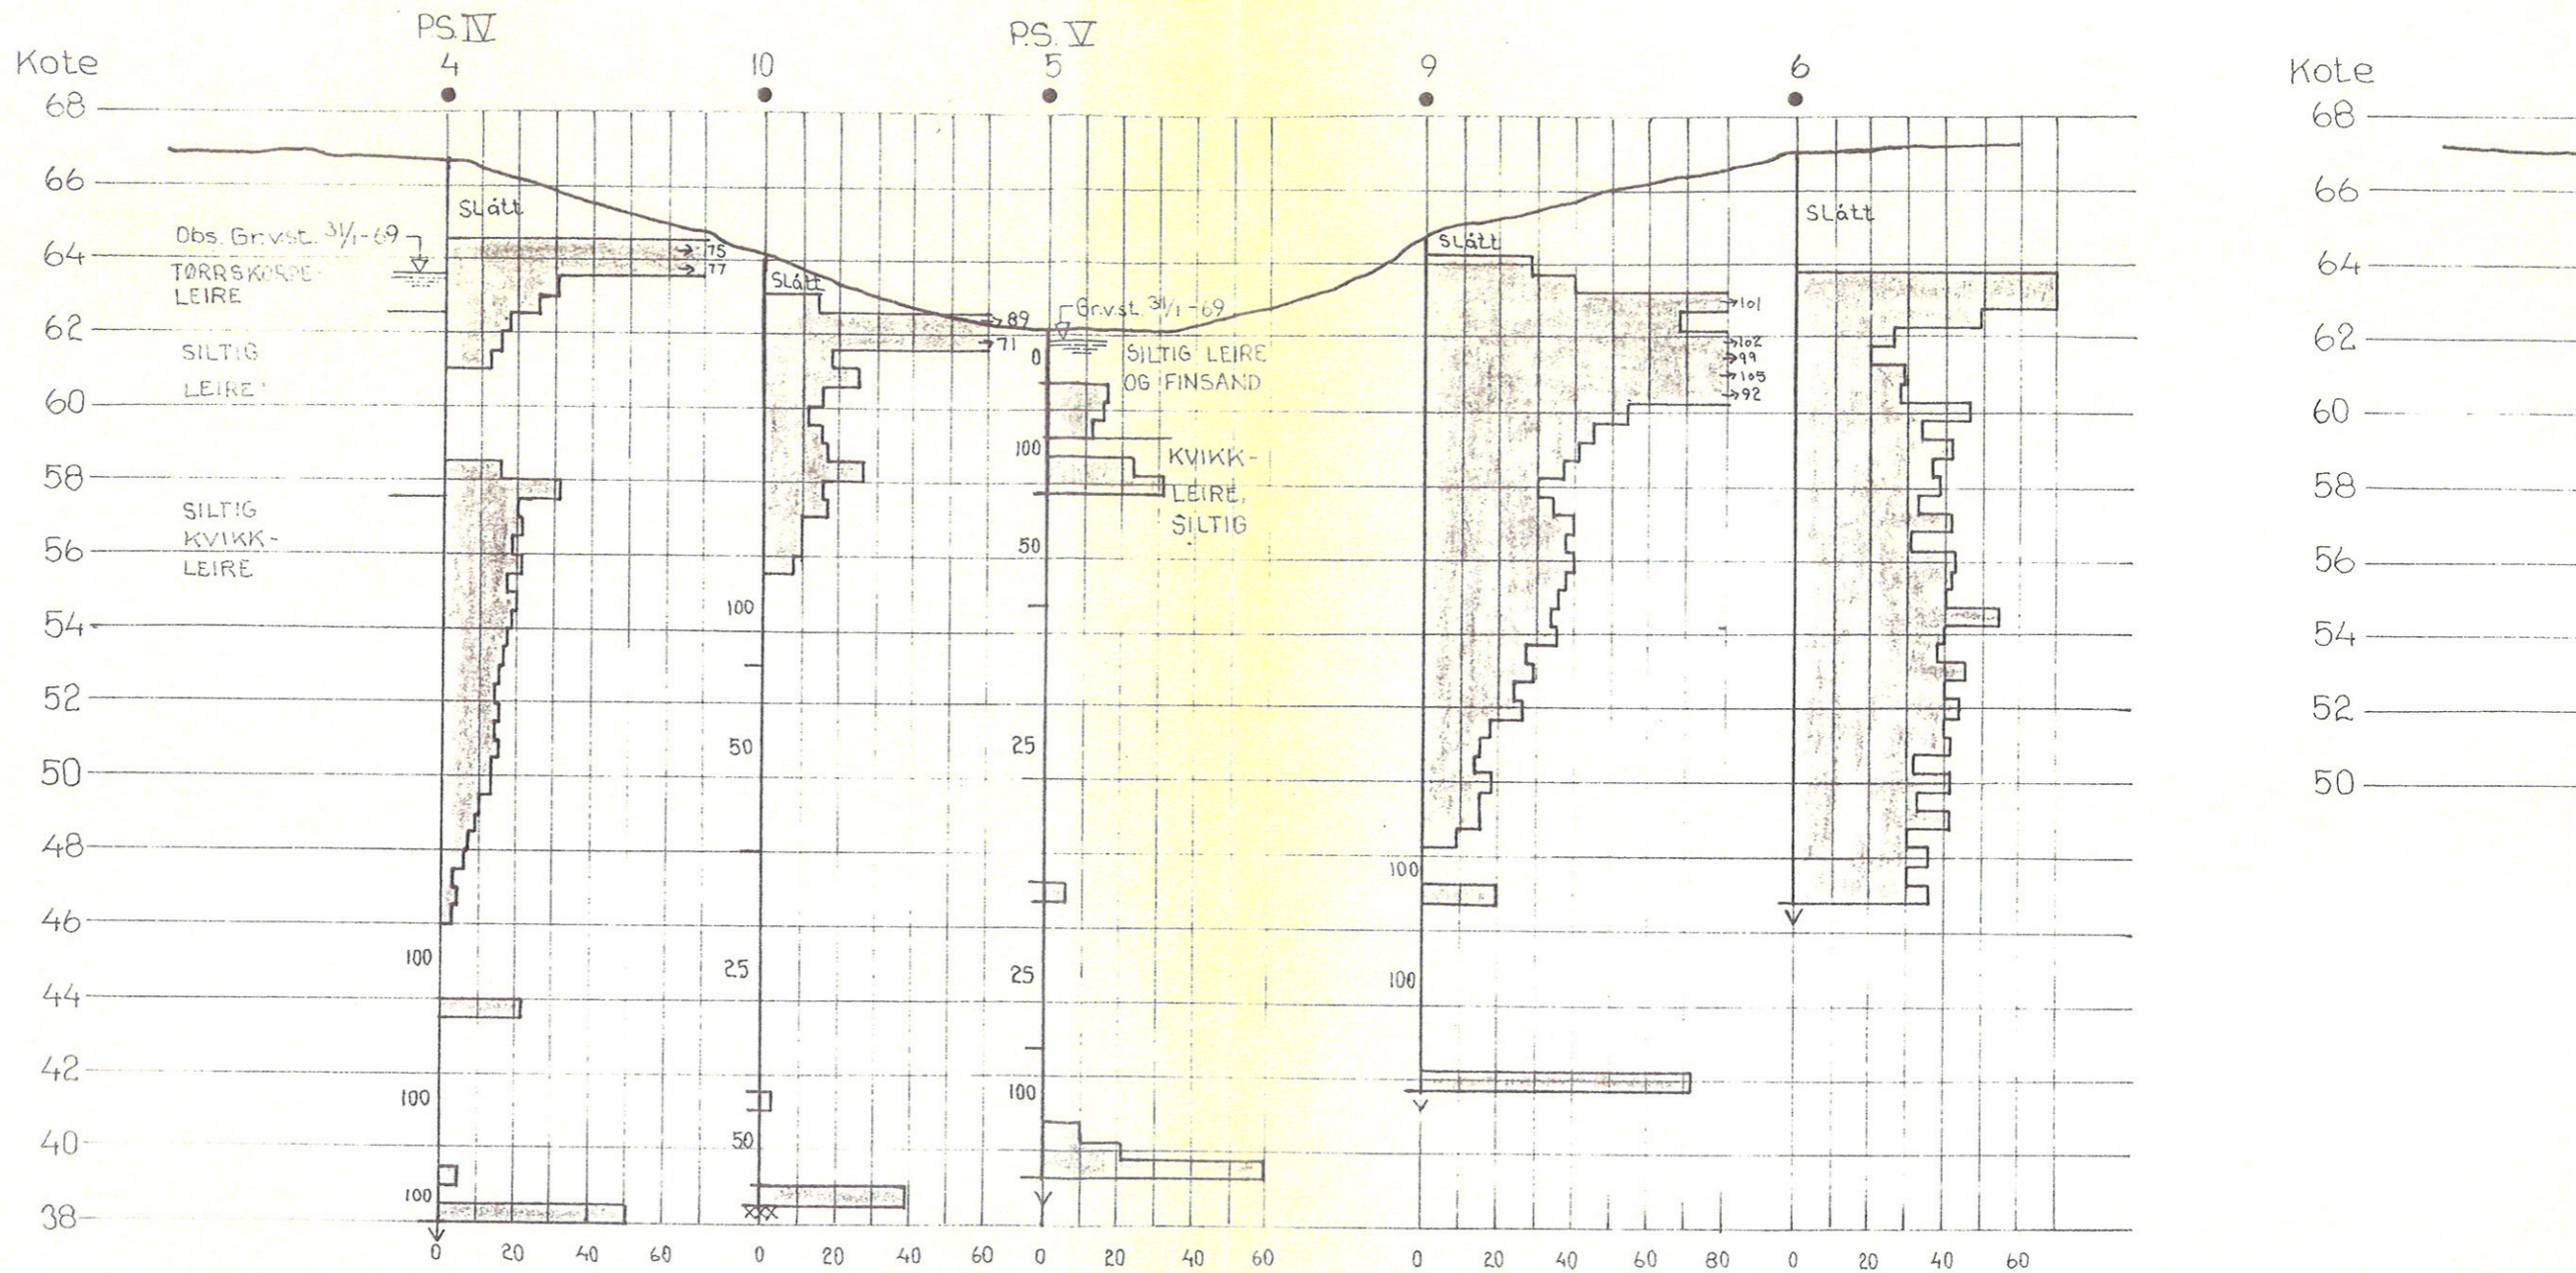 P.S. IV
P.S. V
Kote 4 10 5 9 6 Kote
68 68
66 66
Slått Slått
Obs. Gr.v.st. 31/1-69 Slått
75
64 64
77
TØRRSKORPE-
LEIRE
Slått
Gr.v.st. 31/1-69
101
89
62 62
71
102
0
99
SILTIG
LEIRE
SILTIG LEIRE
OG FINSAND
105
92
60 60
100
KVIKK-
LEIRE,
SILTIG
58 58
SILTIG
KVIKK-
LEIRE
50
56 56
100
54 54
52 52
50 25
50 50
48
100
46
100
25 25 100
44
42
100 100
40
50
100
38
XXX
0 20 40 60 0 20 40 60 0 20 40 60 0 20 40 60 80 0 20 40 60